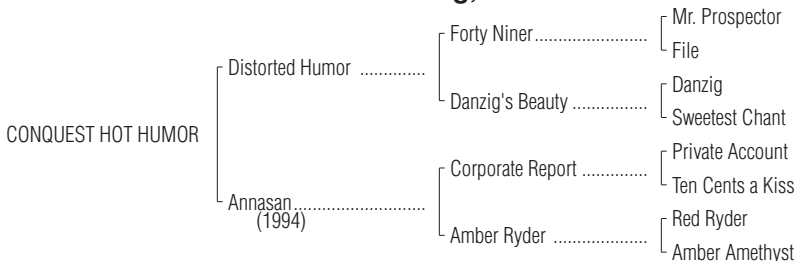 Mr. Prospector
Forty Niner
File
Distorted Humor
Danzig
Danzig's Beauty
Sweetest Chant
CONQUEST HOT HUMOR
Private Account
Corporate Report
Ten Cents a Kiss
Annasan
(1994)
Red Ryder
Amber Ryder
Amber Amethyst